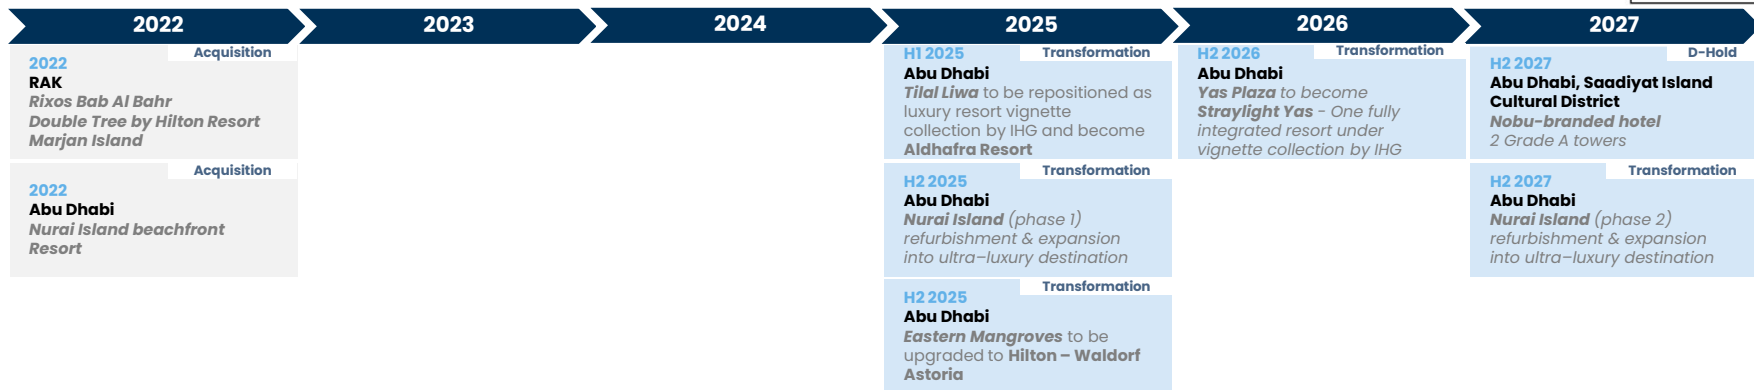 2022
2023
2024
2025
2026
2027
Acquisition
2022
RAK
Rixos Bab Al Bahr
Double Tree by Hilton Resort
Marjan Island
Acquisition
2022
Abu Dhabi
Nurai Island beachfront
Resort
Transformation
H1 2025
Abu Dhabi
Tilal Liwa to be repositioned as
luxury resort vignette
collection by IHG and become
Aldhafra Resort
Transformation
H2 2025
Abu Dhabi
Nurai Island (phase 1)
refurbishment & expansion
into ultra–luxury destination
Transformation
H2 2025
Abu Dhabi
Eastern Mangroves to be
upgraded to Hilton – Waldorf
Astoria
Transformation
H2 2026
Abu Dhabi
Yas Plaza to become
Straylight Yas - One fully
integrated resort under
vignette collection by IHG
D-Hold
H2 2027
Abu Dhabi, Saadiyat Island
Cultural District
Nobu-branded hotel
2 Grade A towers
Transformation
H2 2027
Abu Dhabi
Nurai Island (phase 2)
refurbishment & expansion
into ultra–luxury destination